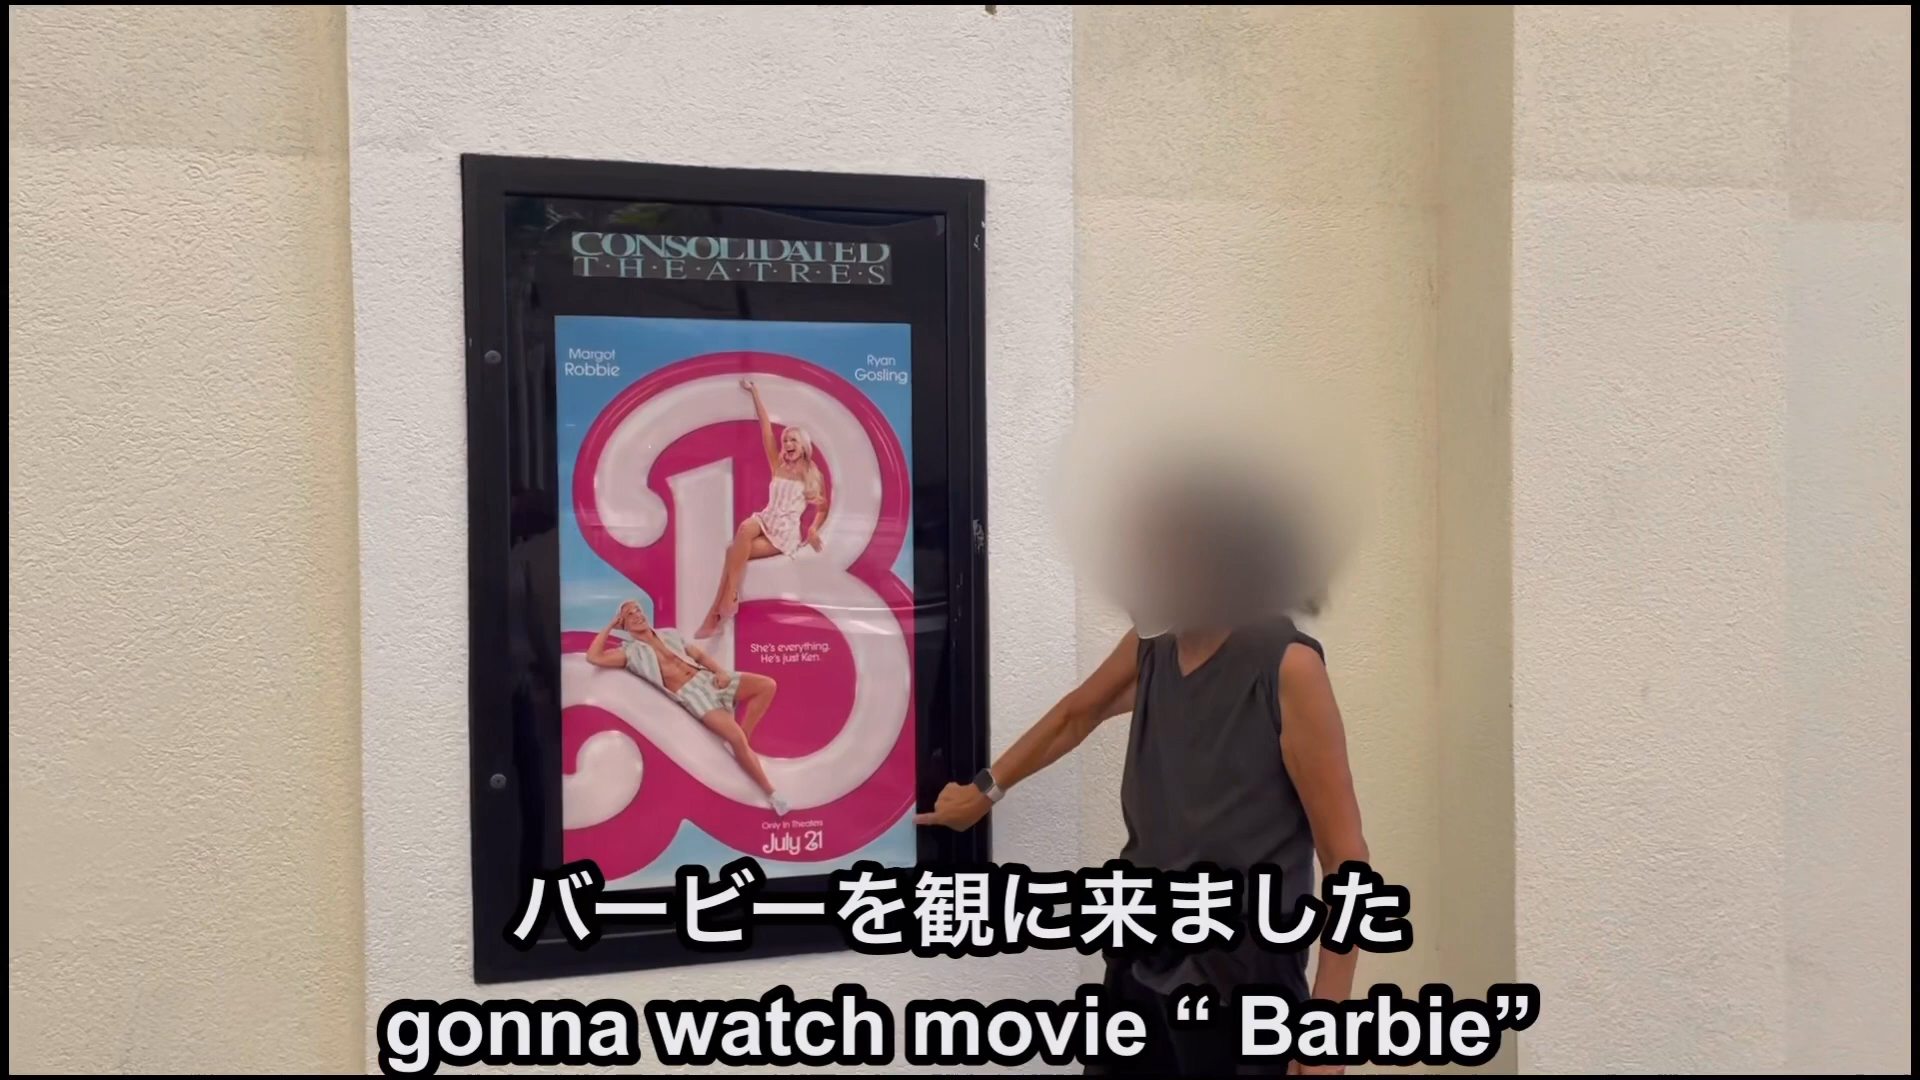 CONSOLIDATED
T·H·E·A·T·R·E·S
Margot
Robbie
Ryan
Gosling
She's everything.
He's just Ken.
Only In Theaters
July 21
バービーを観に来ました
gonna watch movie “ Barbie”